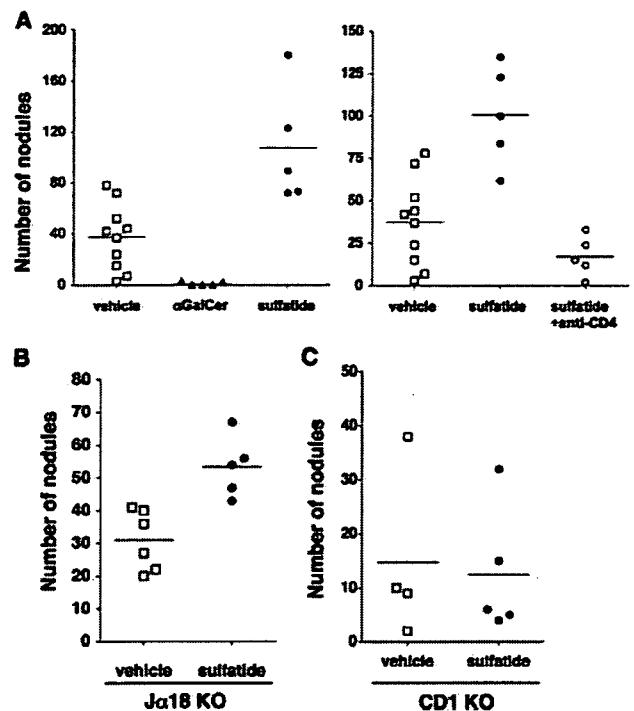 A
Number of nodules
200
160
120
80
40
0
vehicle
αGalCer
sulfatide
150
125
100
75
50
25
0
vehicle
sulfatide
sulfatide
+anti-CD4
B
Number of nodules
80
70
60
50
40
30
20
10
0
vehicle
sulfatide
Jα18 KO
C
Number of nodules
50
40
30
20
10
0
vehicle
sulfatide
CD1 KO